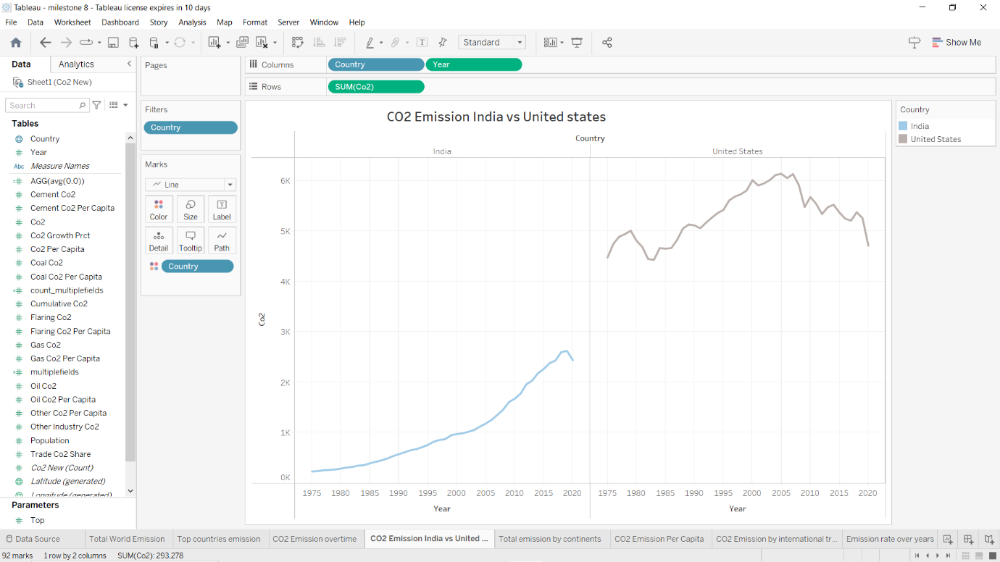 Tableau - milestone 8 - Tableau license expires in 10 days
File Data Worksheet Dashboard Story Analysis Map Format Server Window Help
Standard
Show Me
Data Analytics
Sheet1 (Co2 New)
Search
Tables
Country
Year
Abc Measure Names
AGG(avg(0.0))
Cement Co2
Cement Co2 Per Capita
Co2
Co2 Growth Prct
Co2 Per Capita
Coal Co2
Coal Co2 Per Capita
count_multiplefields
Cumulative Co2
Flaring Co2
Flaring Co2 Per Capita
Gas Co2
Gas Co2 Per Capita
multiplefields
Oil Co2
Oil Co2 Per Capita
Other Co2 Per Capita
Other Industry Co2
Population
Trade Co2 Share
Co2 New (Count)
Latitude (generated)
Longitude (generated)
Parameters
Top
Pages
Filters
Country
Marks
Line
Color Size Label
Detail Tooltip Path
Country
Columns Country Year
Rows SUM(Co2)
CO2 Emission India vs United states
Country
India United States
6K
5K
4K
3K
2K
1K
0K
Co2
1975 1980 1985 1990 1995 2000 2005 2010 2015 2020 1975 1980 1985 1990 1995 2000 2005 2010 2015 2020
Year Year
Country
India
United States
Data Source Total World Emission Top countries emission CO2 Emission overtime CO2 Emission India vs United ... Total emission by continents CO2 Emission Per Capita CO2 Emission by international tr... Emission rate over years
92 marks 1 row by 2 columns SUM(Co2): 293,278